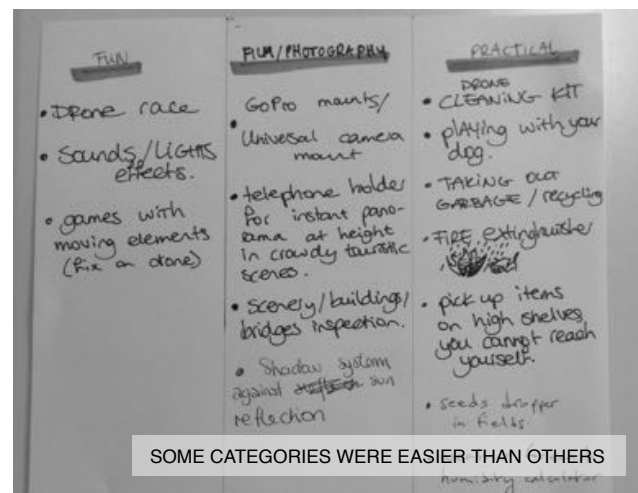 FUN
• Drone race
• Sounds/LIGHTS
effects.
• games with
moving elements
(fix on drone)
FILM/PHOTOGRAPHY
• GoPro mounts/
Universal camera
mount
• telephone holder
for instant pano-
rama at height
in crowdy touristic
scenes.
• scenery/buildings/
bridges inspection.
• Shadow system
against sun
reflection
PRACTICAL
DRONE
• CLEANING KIT
• playing with your
dog.
• TAKING OUT
GARBAGE / recycling
• FIRE extinghuisher
• pick up items
on high shelves
you cannot reach
yourself.
• seeds dropper
in fields.
humidity calculator
SOME CATEGORIES WERE EASIER THAN OTHERS